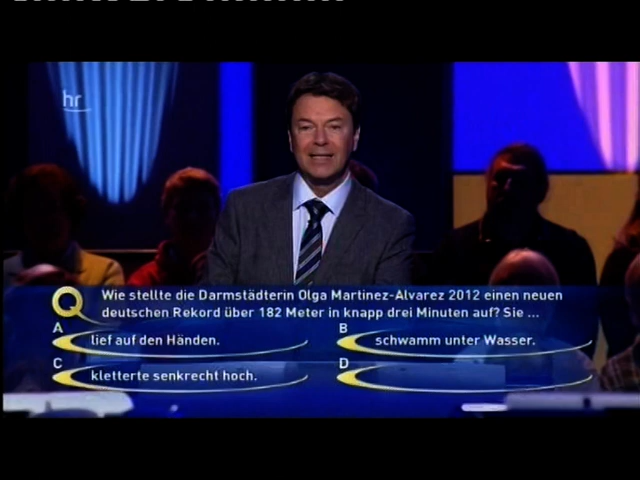 hr
Wie stellte die Darmstädterin Olga Martinez-Alvarez 2012 einen neuen
deutschen Rekord über 182 Meter in knapp drei Minuten auf? Sie ...
A
lief auf den Händen.
B
schwamm unter Wasser.
C
kletterte senkrecht hoch.
D